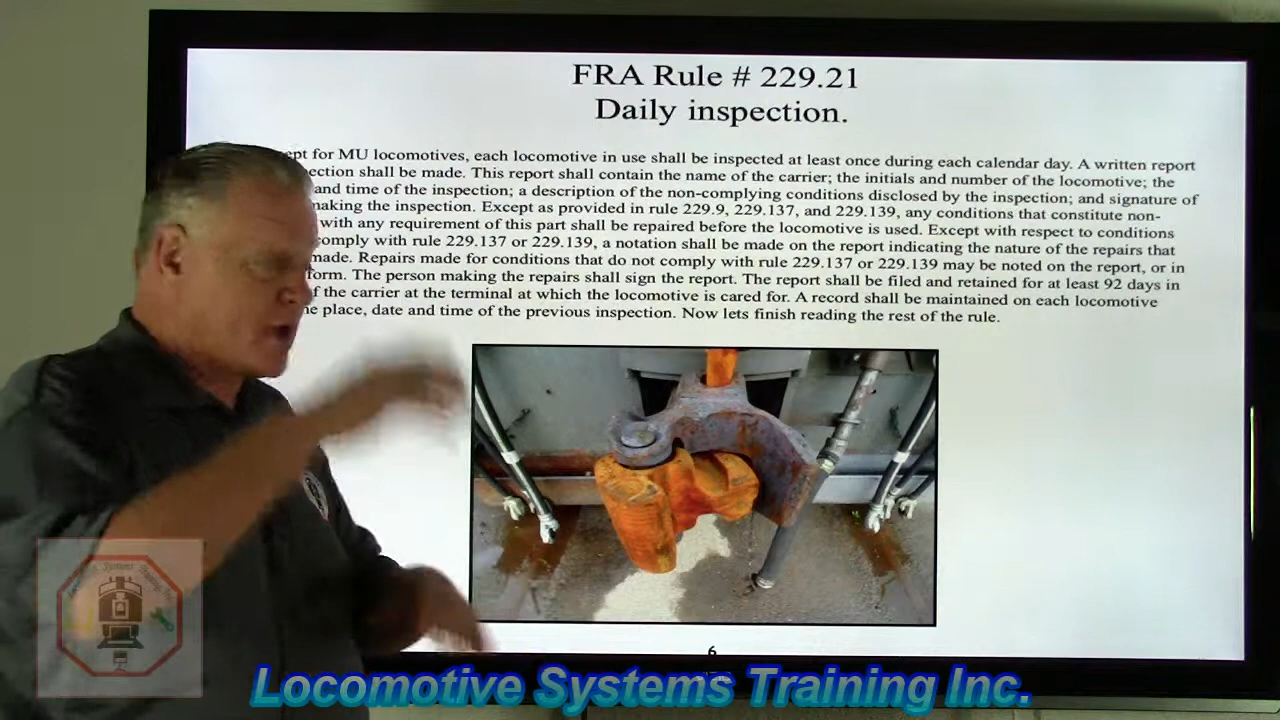 FRA Rule # 229.21
Daily inspection.
for MU locomotives, each locomotive in use shall be inspected at least once during each calendar day. A written report
shall be made. This report shall contain the name of the carrier; the initials and number of the locomotive; the
and time of the inspection; a description of the non-complying conditions disclosed by the inspection; and signature of
making the inspection. Except as provided in rule 229.9, 229.137, and 229.139, any conditions that constitute non-
with any requirement of this part shall be repaired before the locomotive is used. Except with respect to conditions
comply with rule 229.137 or 229.139, a notation shall be made on the report indicating the nature of the repairs that
made. Repairs made for conditions that do not comply with rule 229.137 or 229.139 may be noted on the report, or in
form. The person making the repairs shall sign the report. The report shall be filed and retained for at least 92 days in
of the carrier at the terminal at which the locomotive is cared for. A record shall be maintained on each locomotive
place, date and time of the previous inspection. Now lets finish reading the rest of the rule.
6
Locomotive Systems Training Inc.